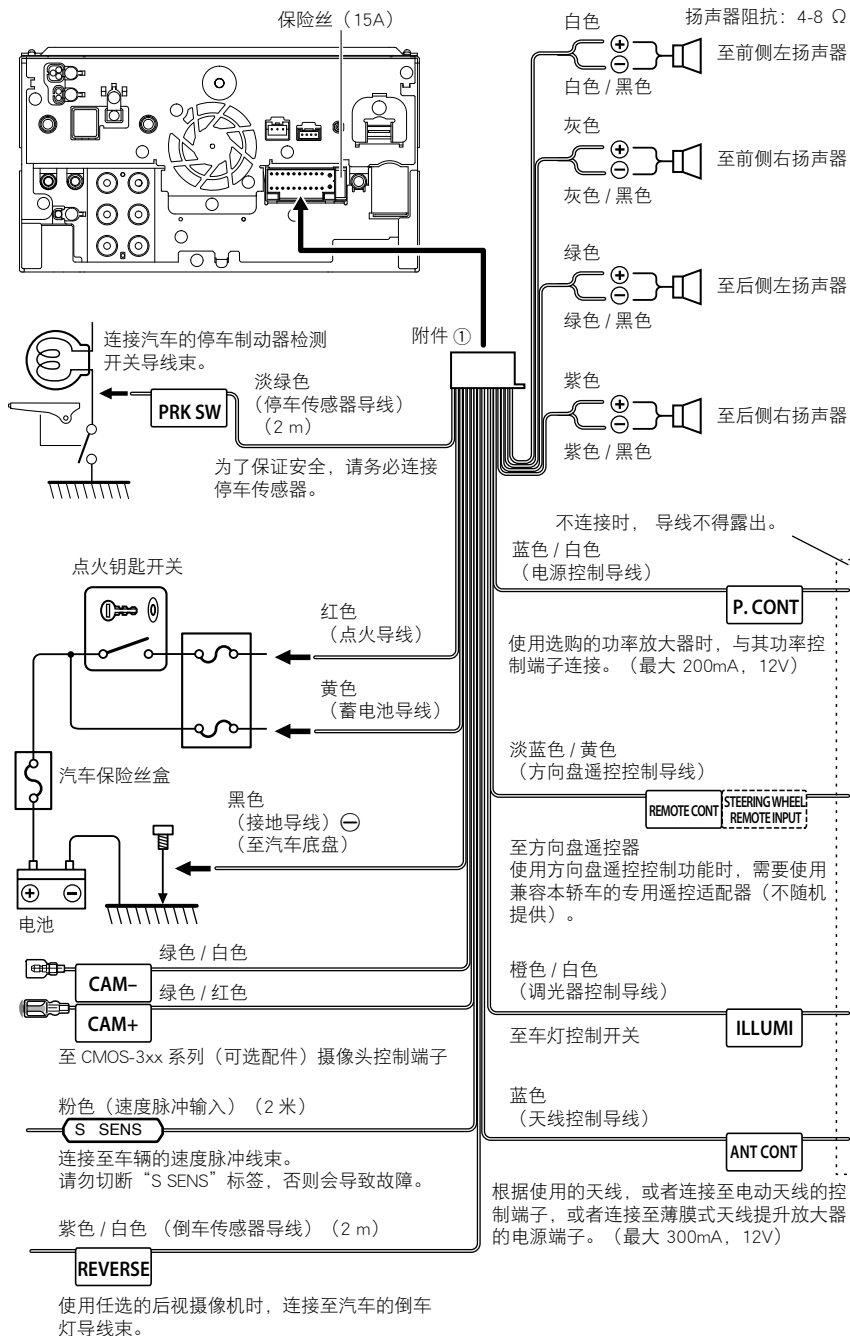 保险丝（15A）
扬声器阻抗：4-8 Ω
白色
⊕
⊖
至前侧左扬声器
白色 / 黑色
灰色
⊕
⊖
至前侧右扬声器
灰色 / 黑色
绿色
⊕
⊖
至后侧左扬声器
绿色 / 黑色
紫色
⊕
⊖
至后侧右扬声器
紫色 / 黑色
附件 ①
连接汽车的停车制动器检测
开关导线束。
淡绿色
（停车传感器导线）
（2 m）
PRK SW
为了保证安全，请务必连接
停车传感器。
点火钥匙开关
红色
（点火导线）
黄色
（蓄电池导线）
汽车保险丝盒
黑色
（接地导线）⊖
（至汽车底盘）
⊕ ⊖
电池
绿色 / 白色
CAM–
绿色 / 红色
CAM+
至 CMOS-3xx 系列（可选配件）摄像头控制端子
粉色（速度脉冲输入）（2 米）
S SENS
连接至车辆的速度脉冲线束。
请勿切断“S SENS”标签，否则会导致故障。
紫色 / 白色 （倒车传感器导线）（2 m）
REVERSE
使用任选的后视摄像机时，连接至汽车的倒车
灯导线束。
不连接时， 导线不得露出。
蓝色 / 白色
（电源控制导线）
P. CONT
使用选购的功率放大器时，与其功率控
制端子连接。（最大 200mA，12V）
淡蓝色 / 黄色
（方向盘遥控控制导线）
REMOTE CONT
STEERING WHEEL
REMOTE INPUT
至方向盘遥控器
使用方向盘遥控控制功能时，需要使用
兼容本轿车的专用遥控适配器（不随机
提供）。
橙色 / 白色
（调光器控制导线）
ILLUMI
至车灯控制开关
蓝色
（天线控制导线）
ANT CONT
根据使用的天线，或者连接至电动天线的控
制端子，或者连接至薄膜式天线提升放大器
的电源端子。（最大 300mA，12V）